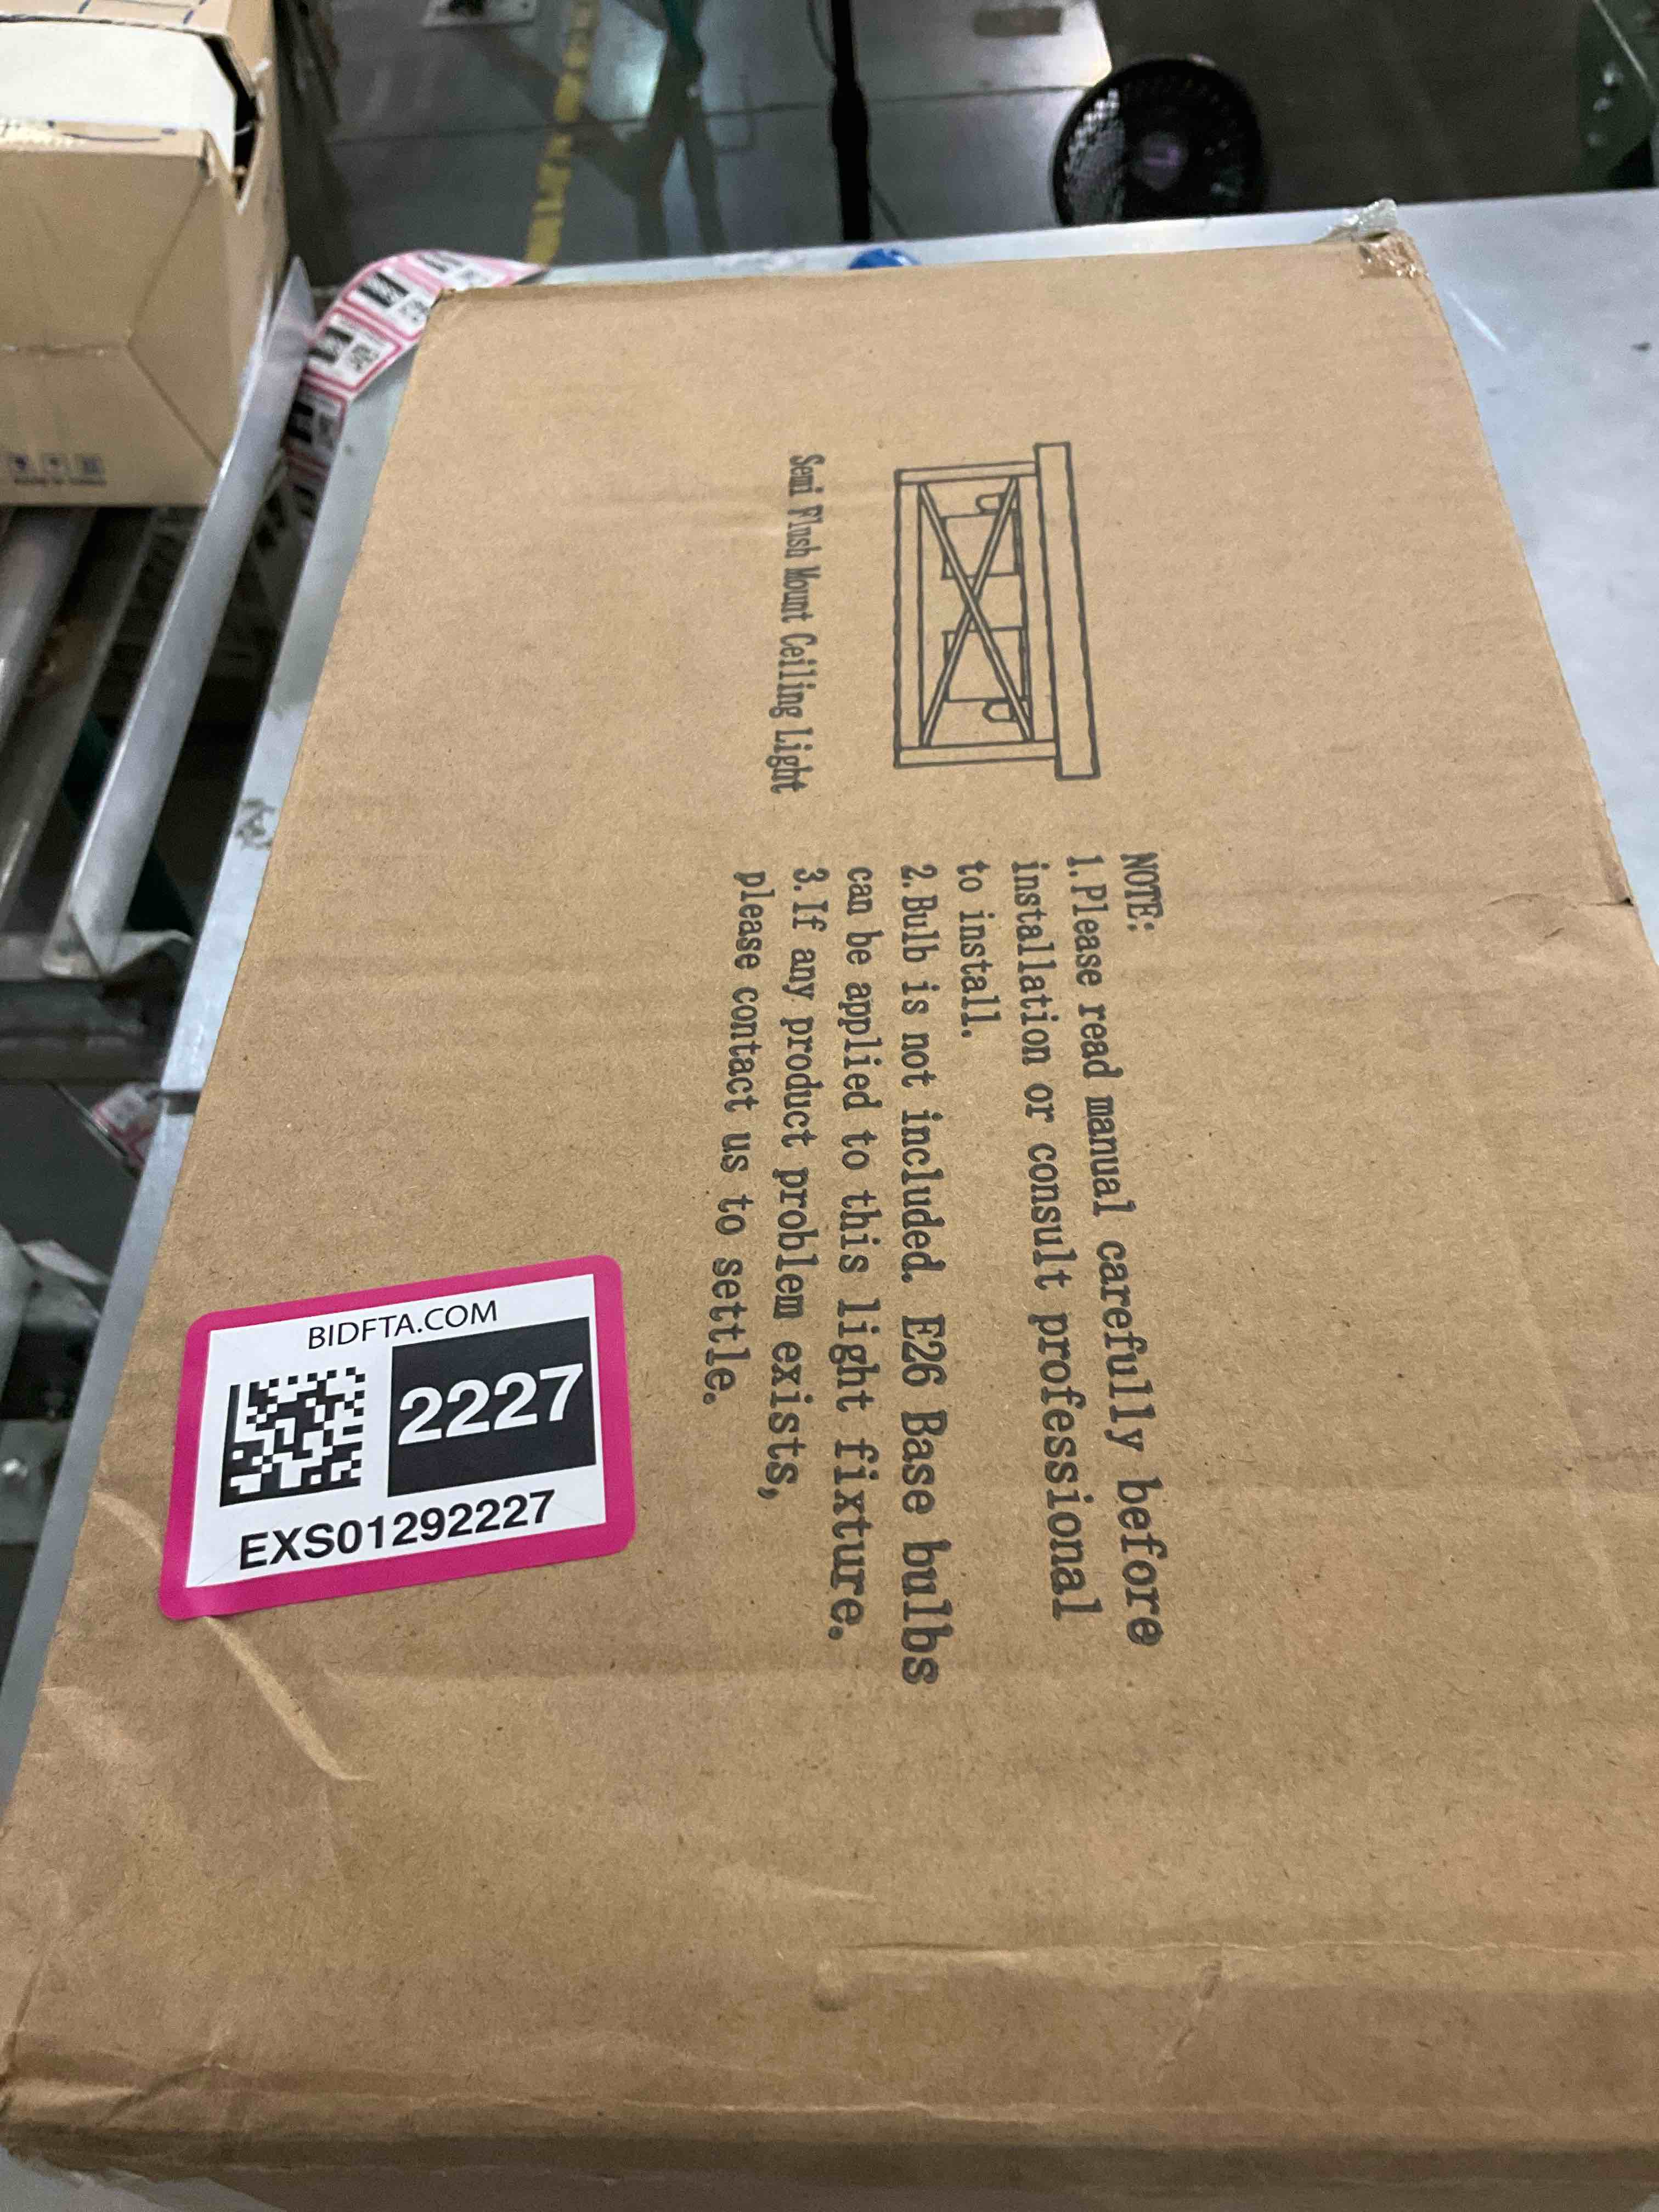 Semi Flush Mount Ceiling Light
NOTE:
1.Please read manual carefully before
installation or consult professional
to install.
2.Bulb is not included. E26 Base bulbs
can be applied to this light fixture.
3.If any product problem exists,
please contact us to settle.
BIDFTA.COM
2227
EXS01292227